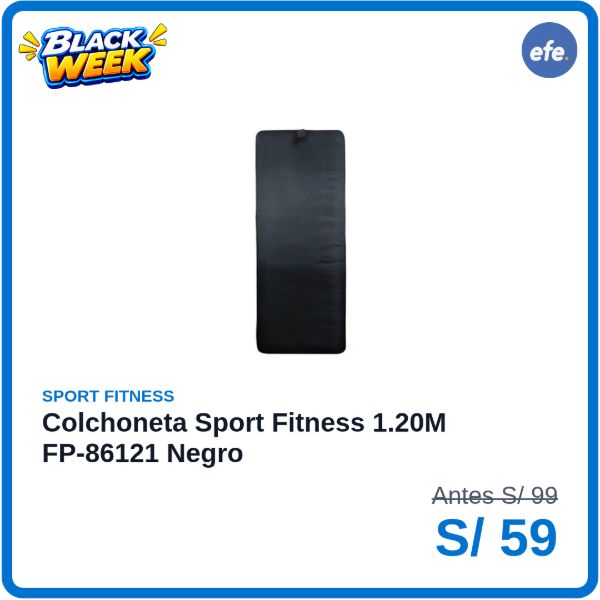 BLACK
WEEK
efe.
SPORT FITNESS
Colchoneta Sport Fitness 1.20M
FP-86121 Negro
Antes S/ 99
S/ 59